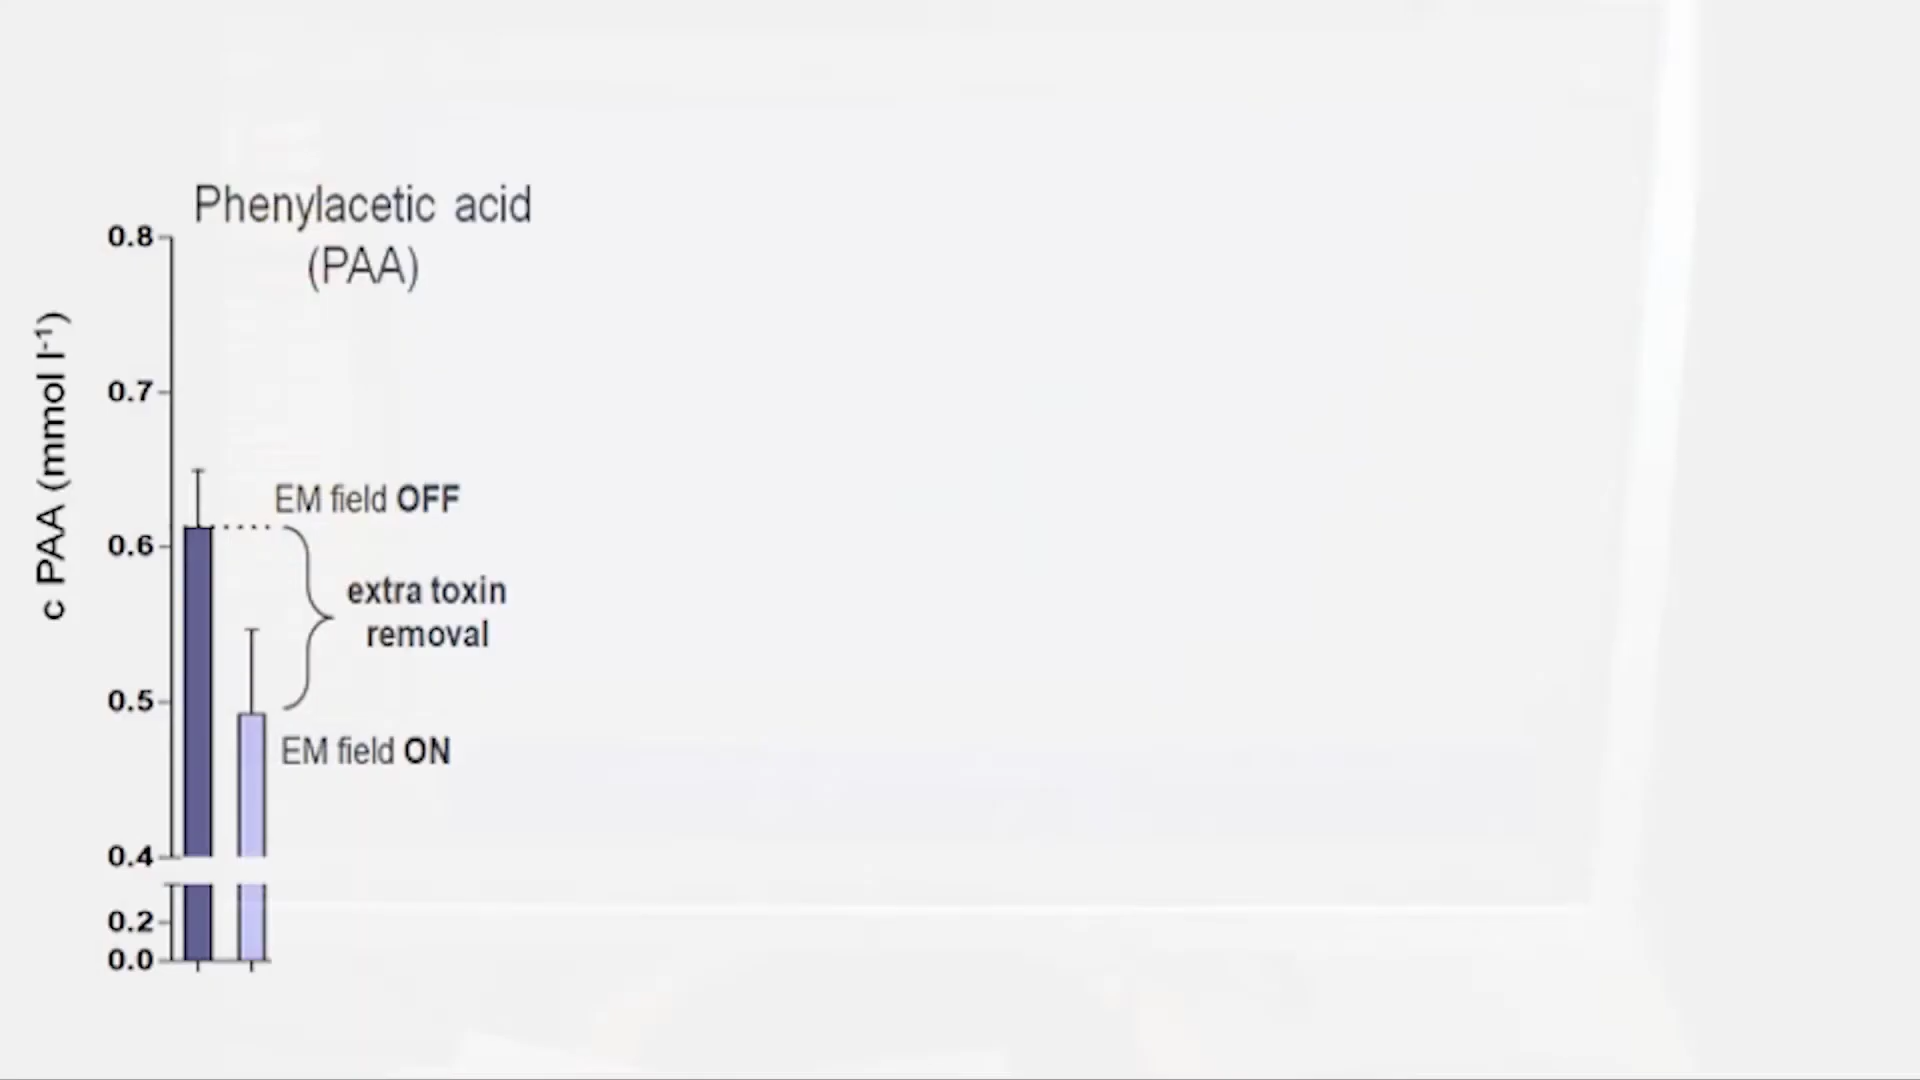 Phenylacetic acid
(PAA)
c PAA (mmol l-1)
0.8
0.7
0.6
0.5
0.4
0.2
0.0
EM field OFF
extra toxin
removal
EM field ON